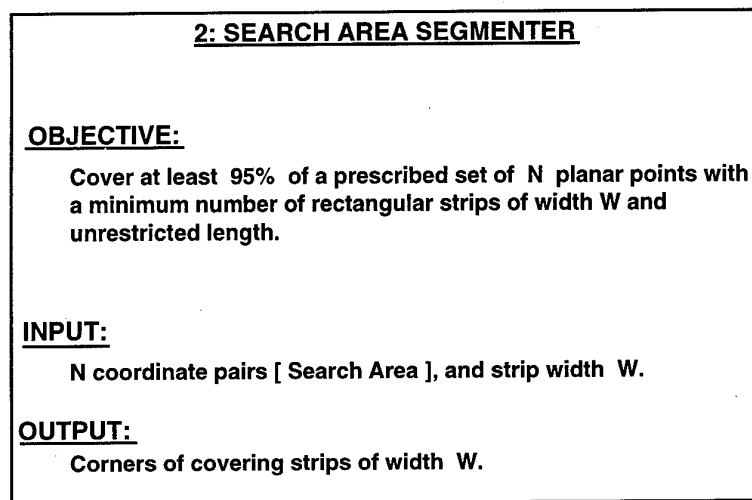 2: SEARCH AREA SEGMENTER
OBJECTIVE:
Cover at least 95% of a prescribed set of N planar points with
a minimum number of rectangular strips of width W and
unrestricted length.
INPUT:
N coordinate pairs [ Search Area ], and strip width W.
OUTPUT:
Corners of covering strips of width W.